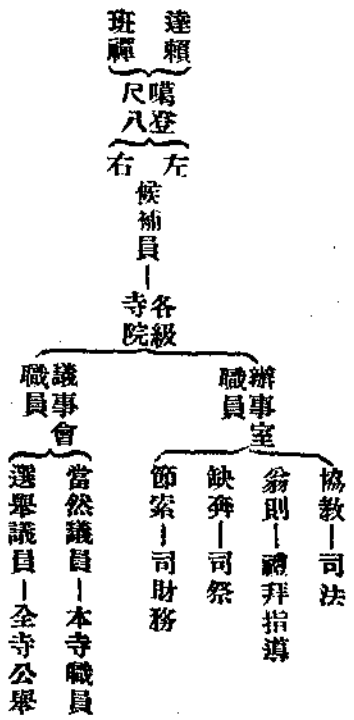 達賴
班禪
噶登
尺八
左
右
候補員
各級
寺院
辦事室
職員
協教—司法
翁則—禮拜指導
缺奔—司祭
節索—司財務
議事會
職員
當然議員—本寺職員
選舉議員—全寺公舉